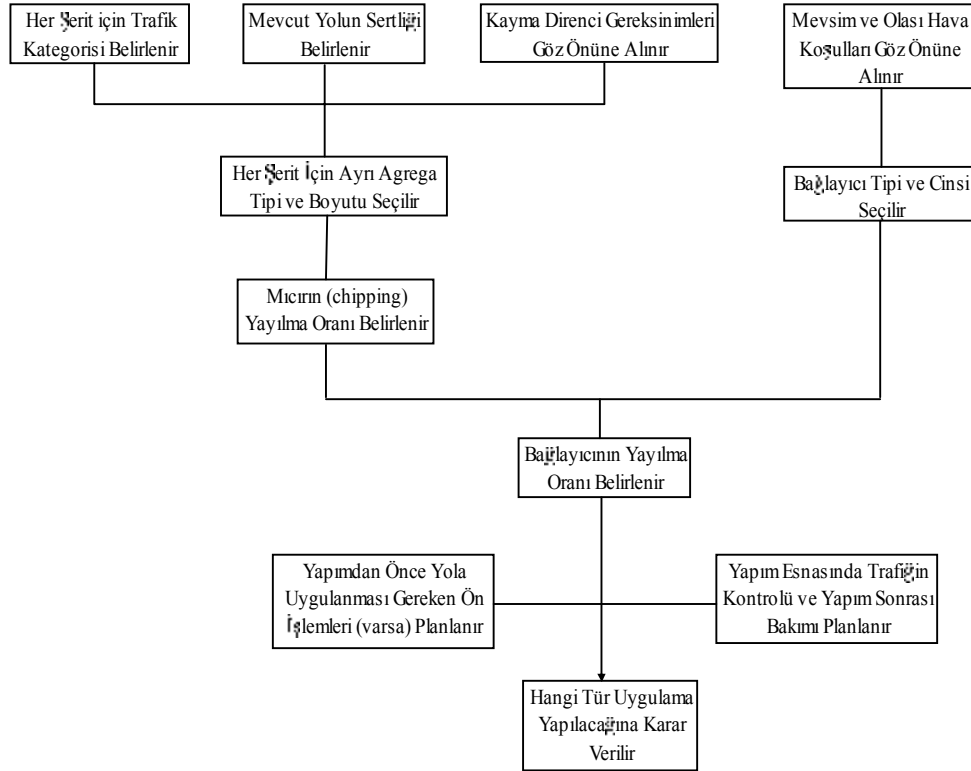 Her Şerit için Trafik
Kategorisi Belirlenir
Mevcut Yolun Sertliği
Belirlenir
Kayma Direnci Gereksinimleri
Göz Önüne Alınır
Mevsim ve Olası Hava
Koşulları Göz Önüne
Alınır
Her Şerit İçin Ayrı Agrega
Tipi ve Boyutu Seçilir
Bağlayıcı Tipi ve Cinsi
Seçilir
Mıcırın (chipping)
Yayılma Oranı Belirlenir
Bağlayıcının Yayılma
Oranı Belirlenir
Yapımdan Önce Yola
Uygulanması Gereken Ön
İşlemleri (varsa) Planlanır
Yapım Esnasında Trafiğin
Kontrolü ve Yapım Sonrası
Bakımı Planlanır
Hangi Tür Uygulama
Yapılacağına Karar
Verilir